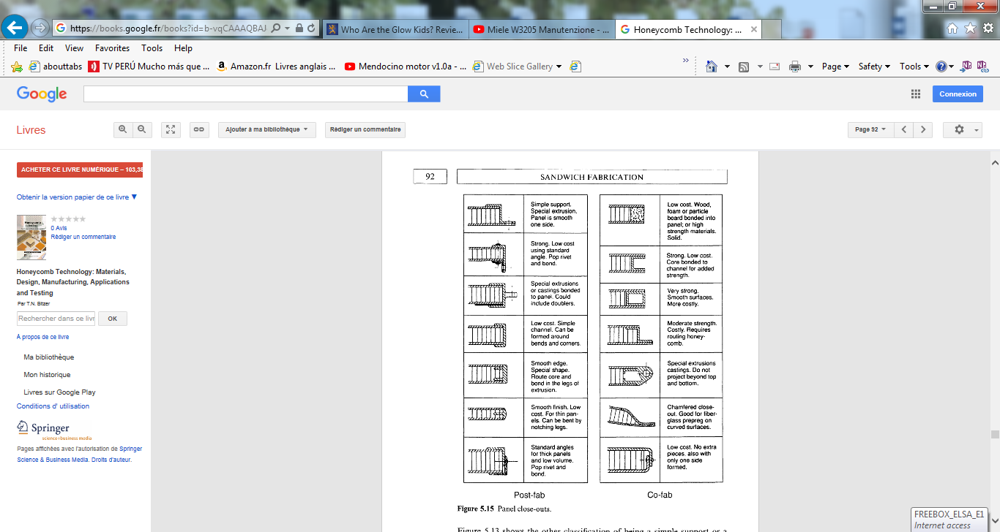 https://books.google.fr/books?id=b-vqCAAAQBAJ
Who Are the Glow Kids? Revie...
Miele W3205 Manutenzione - ...
Honeycomb Technology: ...
File Edit View Favorites Tools Help
abouttabs
TV PERÚ Mucho más que ...
Amazon.fr Livres anglais ...
Mendocino motor v1.0a - ...
Web Slice Gallery
Page
Safety
Tools
Google
Connexion
Livres
Ajouter à ma bibliothèque
Rédiger un commentaire
Page 92
ACHETER CE LIVRE NUMÉRIQUE – 103,38
Obtenir la version papier de ce livre
0 Avis
Rédiger un commentaire
Honeycomb Technology: Materials,
Design, Manufacturing, Applications
and Testing
Par T.N. Bitzer
Rechercher dans ce livr
OK
À propos de ce livre
Ma bibliothèque
Mon historique
Livres sur Google Play
Conditions d' utilisation
Springer
science+business media
Pages affichées avec l'autorisation de Springer
Science & Business Media. Droits d'auteur.
92
SANDWICH FABRICATION
Simple support.
Special extrusion.
Panel is smooth
one side.
Strong. Low cost
using standard
angle. Pop rivet
and bond.
Special extrusions
or castings bonded
to panel. Could
include doublers.
Low cost. Simple
channel. Can be
formed around
bends and corners.
Smooth edge.
Special shape.
Route core and
bond in the legs of
extrusion.
Smooth finish. Low
cost. For thin pan-
els. Can be bent by
notching legs.
Standard angles
for thick panels
and low volume.
Pop rivet and
bond.
Post-fab
Low cost. Wood,
foam or particle
board bonded into
panel; or high
strength materials.
Solid.
Strong. Low cost.
Core bonded to
channel for added
strength.
Very strong.
Smooth surfaces.
More costly.
Moderate strength.
Costly. Requires
routing honey-
comb.
Special extrusions
castings. Do not
project beyond top
and bottom.
Chamfered close-
out. Good for fiber-
glass prepreg on
curved surfaces.
Low cost. No extra
pieces. also with
only one side
formed.
Co-fab
Figure 5.15 Panel close-outs.
Figure 5.13 shows the other classification of being a simple support or a
FREEBOX_ELSA_E1
Internet access